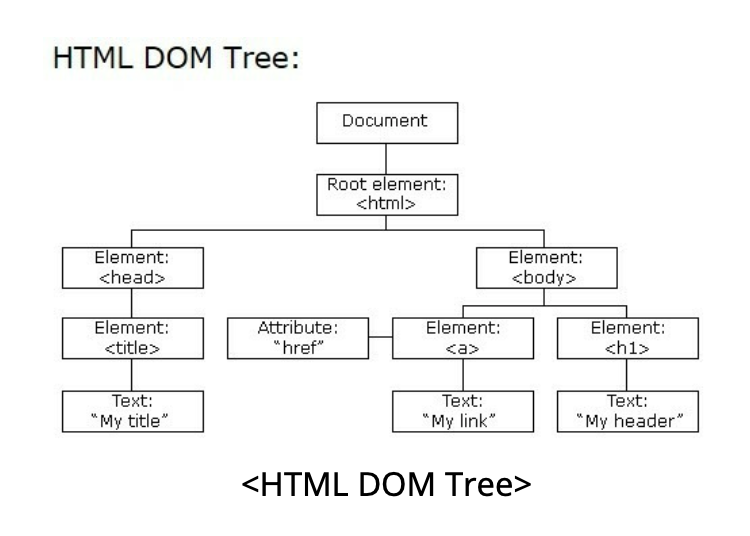 HTML DOM Tree:
Document
Root element:
<html>
Element:
<head>
Element:
<body>
Element:
<title>
Attribute:
“href”
Element:
<a>
Element:
<h1>
Text:
“My title”
Text:
“My link”
Text:
“My header”
<HTML DOM Tree>